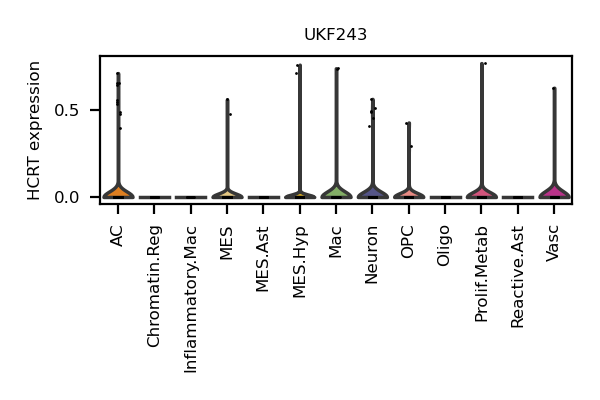 UKF243
HCRT expression
0.5
0.0
AC
Chromatin.Reg
Inflammatory.Mac
MES
MES.Ast
MES.Hyp
Mac
Neuron
OPC
Oligo
Prolif.Metab
Reactive.Ast
Vasc